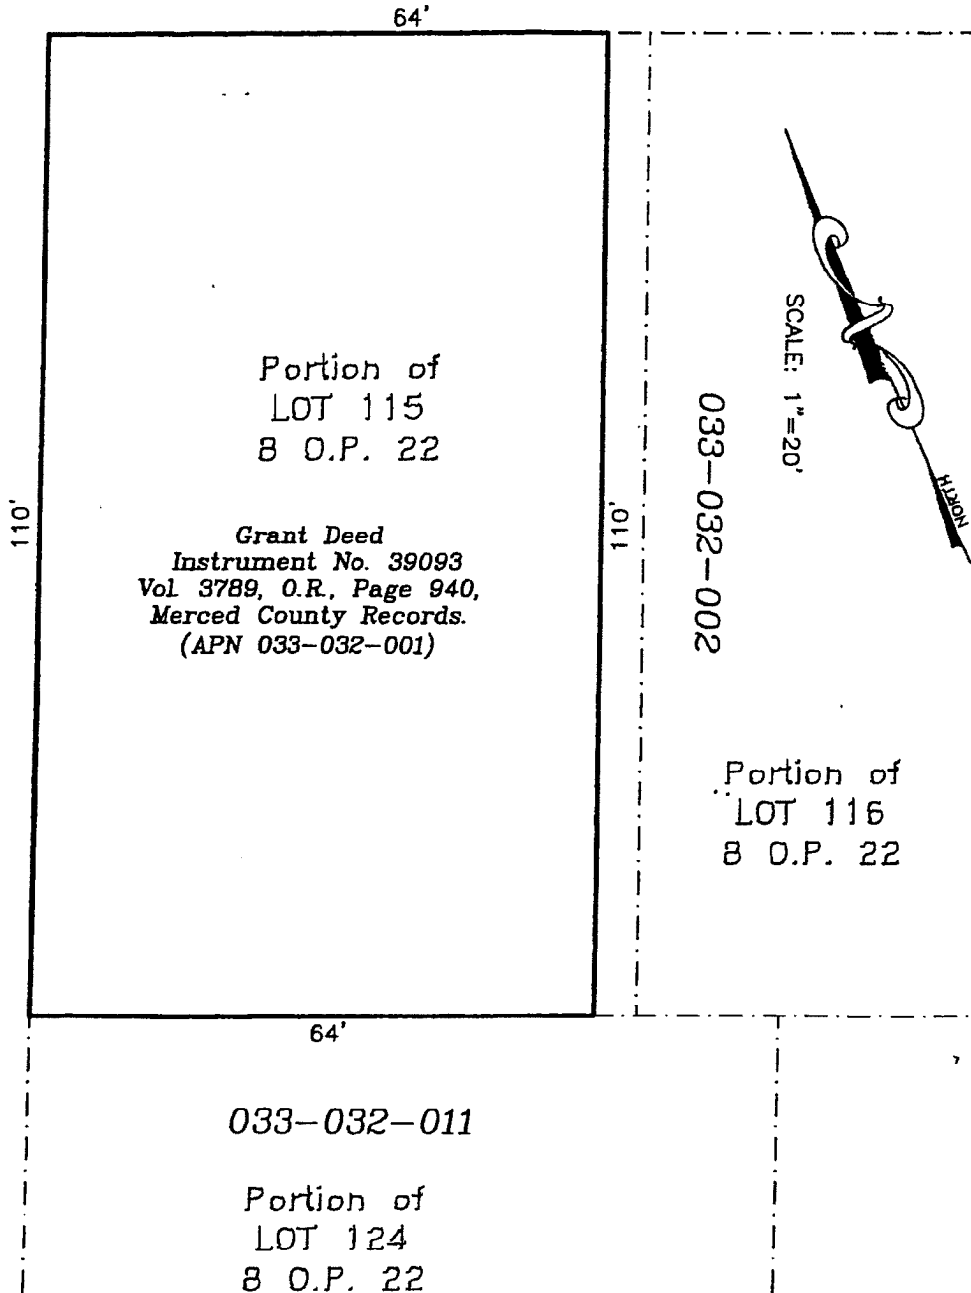 64'
Portion of
LOT 115
8 O.P. 22
110'
110'
Grant Deed
Instrument No. 39093
Vol 3789, O.R., Page 940,
Merced County Records.
(APN 033-032-001)
SCALE: 1"=20'
NORTH
033-032-002
Portion of
LOT 116
8 O.P. 22
64'
033-032-011
Portion of
LOT 124
8 O.P. 22